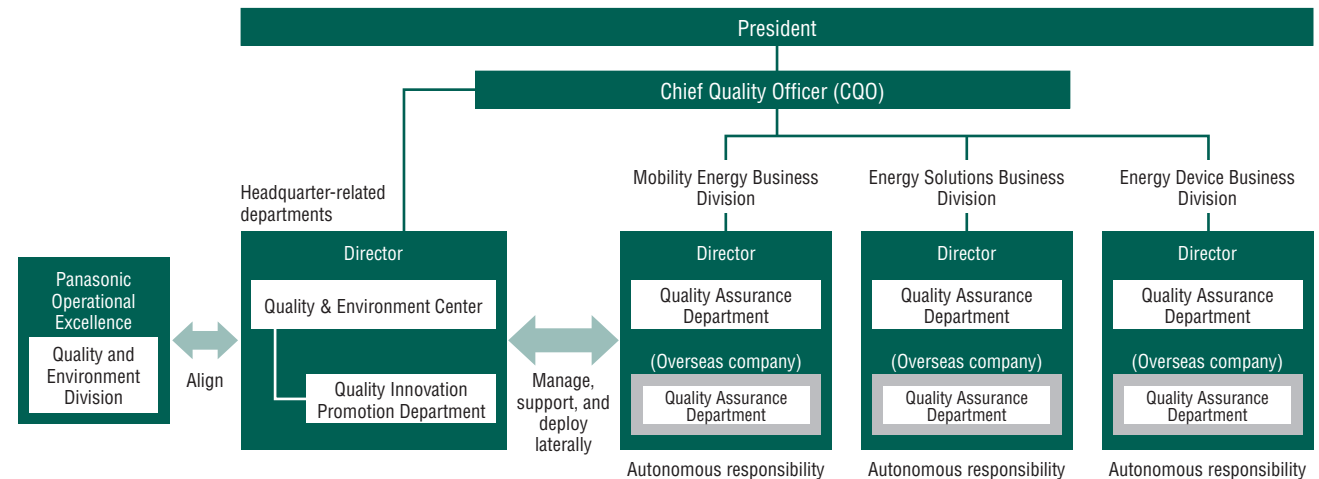 President
Chief Quality Officer (CQO)
Headquarter-related
departments
Mobility Energy Business
Division
Energy Solutions Business
Division
Energy Device Business
Division
Panasonic
Operational
Excellence
Quality and
Environment
Division
Align
Director
Quality & Environment Center
Quality Innovation
Promotion Department
Manage,
support, and
deploy
laterally
Director
Quality Assurance
Department
(Overseas company)
Quality Assurance
Department
Autonomous responsibility
Director
Quality Assurance
Department
(Overseas company)
Quality Assurance
Department
Autonomous responsibility
Director
Quality Assurance
Department
(Overseas company)
Quality Assurance
Department
Autonomous responsibility